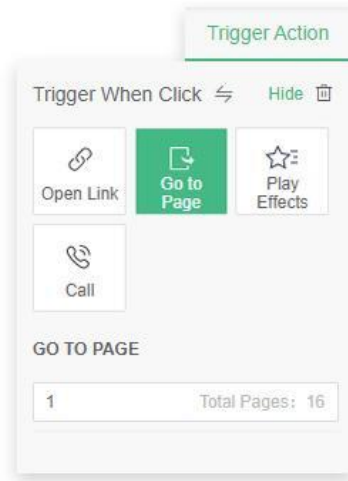 Trigger Action
Trigger When Click Hide
Open Link
Go to
Page
Play
Effects
Call
GO TO PAGE
1 Total Pages: 16